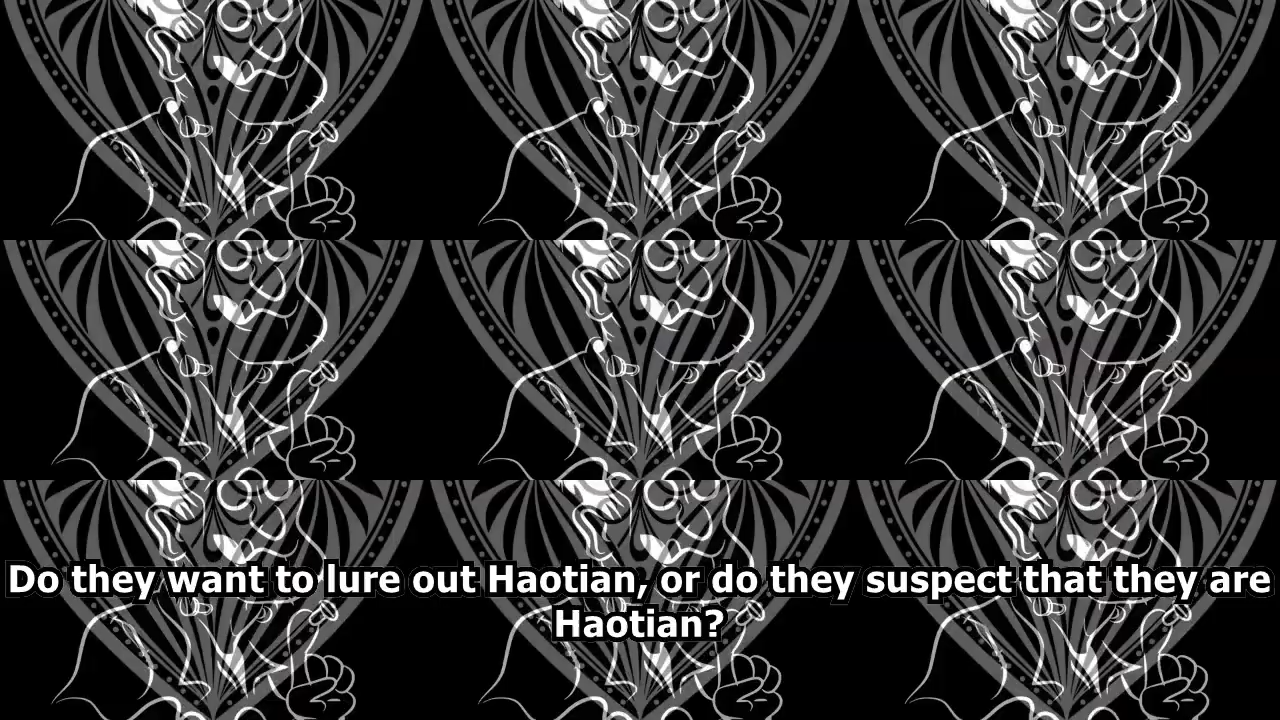 Do they want to lure out Haotian, or do they suspect that they are
Haotian?